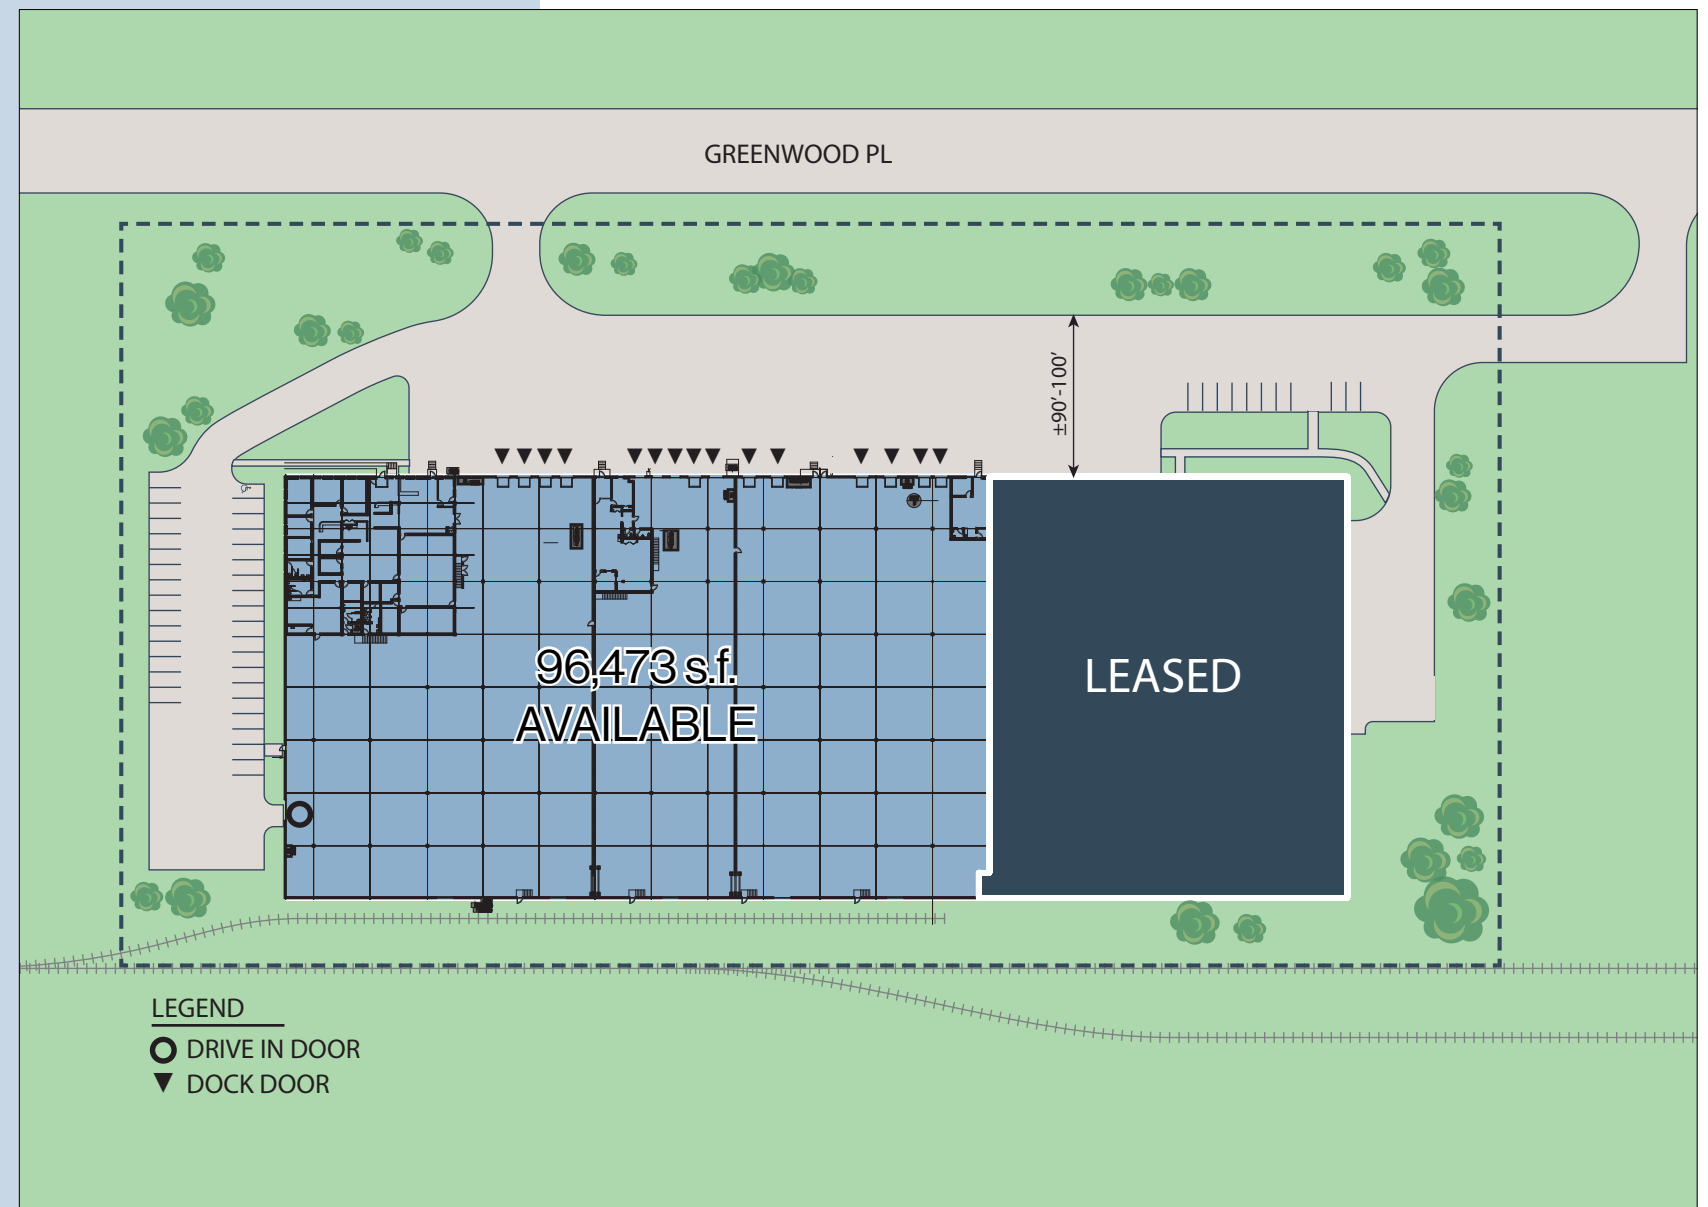 GREENWOOD PL
±90'-100'
96,473 s.f.
AVAILABLE
LEASED
LEGEND
DRIVE IN DOOR
DOCK DOOR